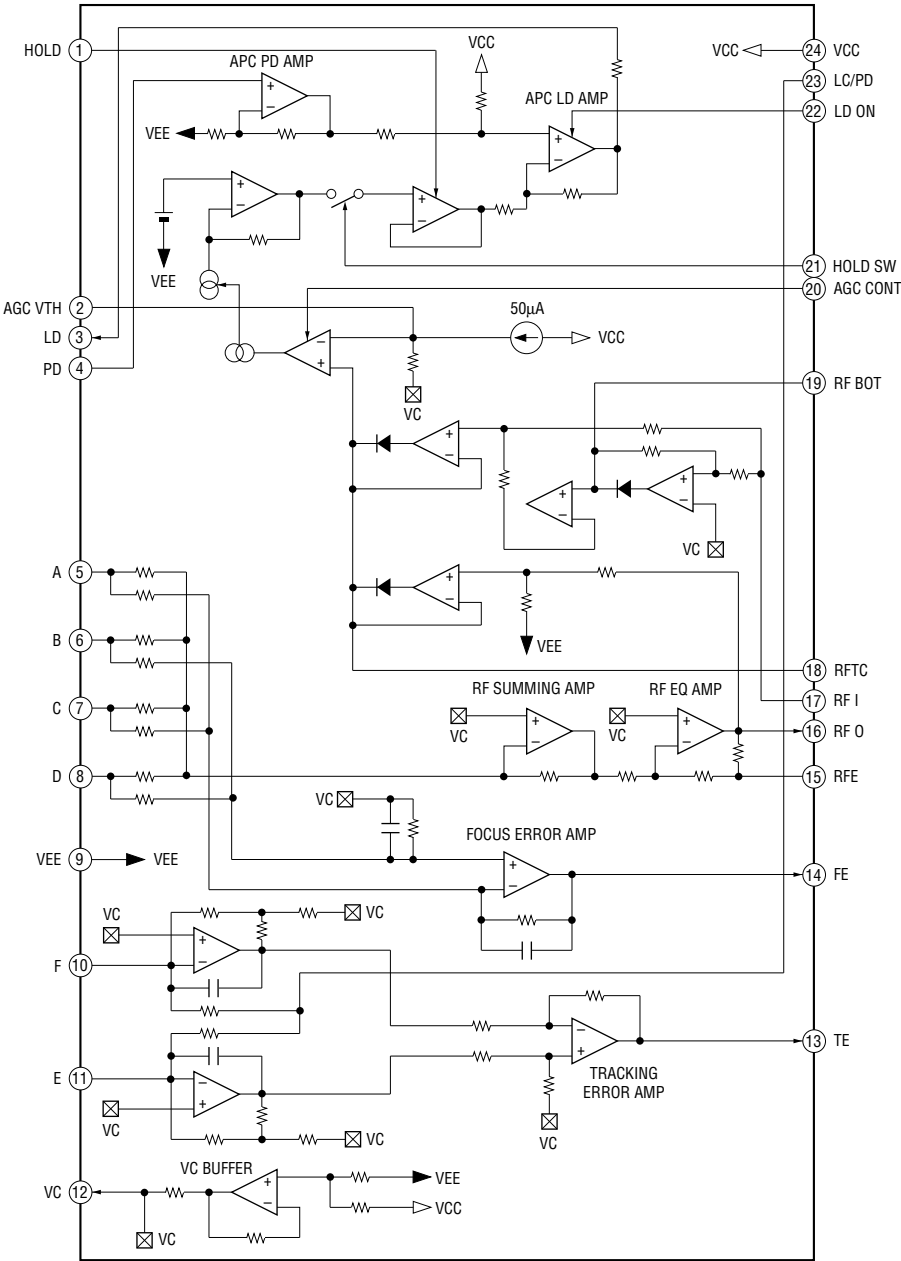 HOLD 1
APC PD AMP
VCC
VCC 24 VCC
23 LC/PD
APC LD AMP
22 LD ON
VEE
+
−
+
−
+
−
+
−
VEE
21 HOLD SW
20 AGC CONT
AGC VTH 2
50μA
LD 3
VCC
−
+
PD 4
VC
19 RF BOT
+
−
+
−
+
−
VC
A 5
+
−
B 6
VEE
18 RFTC
RF SUMMING AMP
RF EQ AMP
17 RF I
C 7
VC
+
−
VC
+
−
16 RF O
D 8
15 RFE
VC
FOCUS ERROR AMP
VEE 9 VEE
+
−
14 FE
VC
VC
+
−
F 10
13 TE
−
+
E 11
−
+
TRACKING
ERROR AMP
VC
VC
VC
VC BUFFER
+
−
VEE
VC 12
VCC
VC